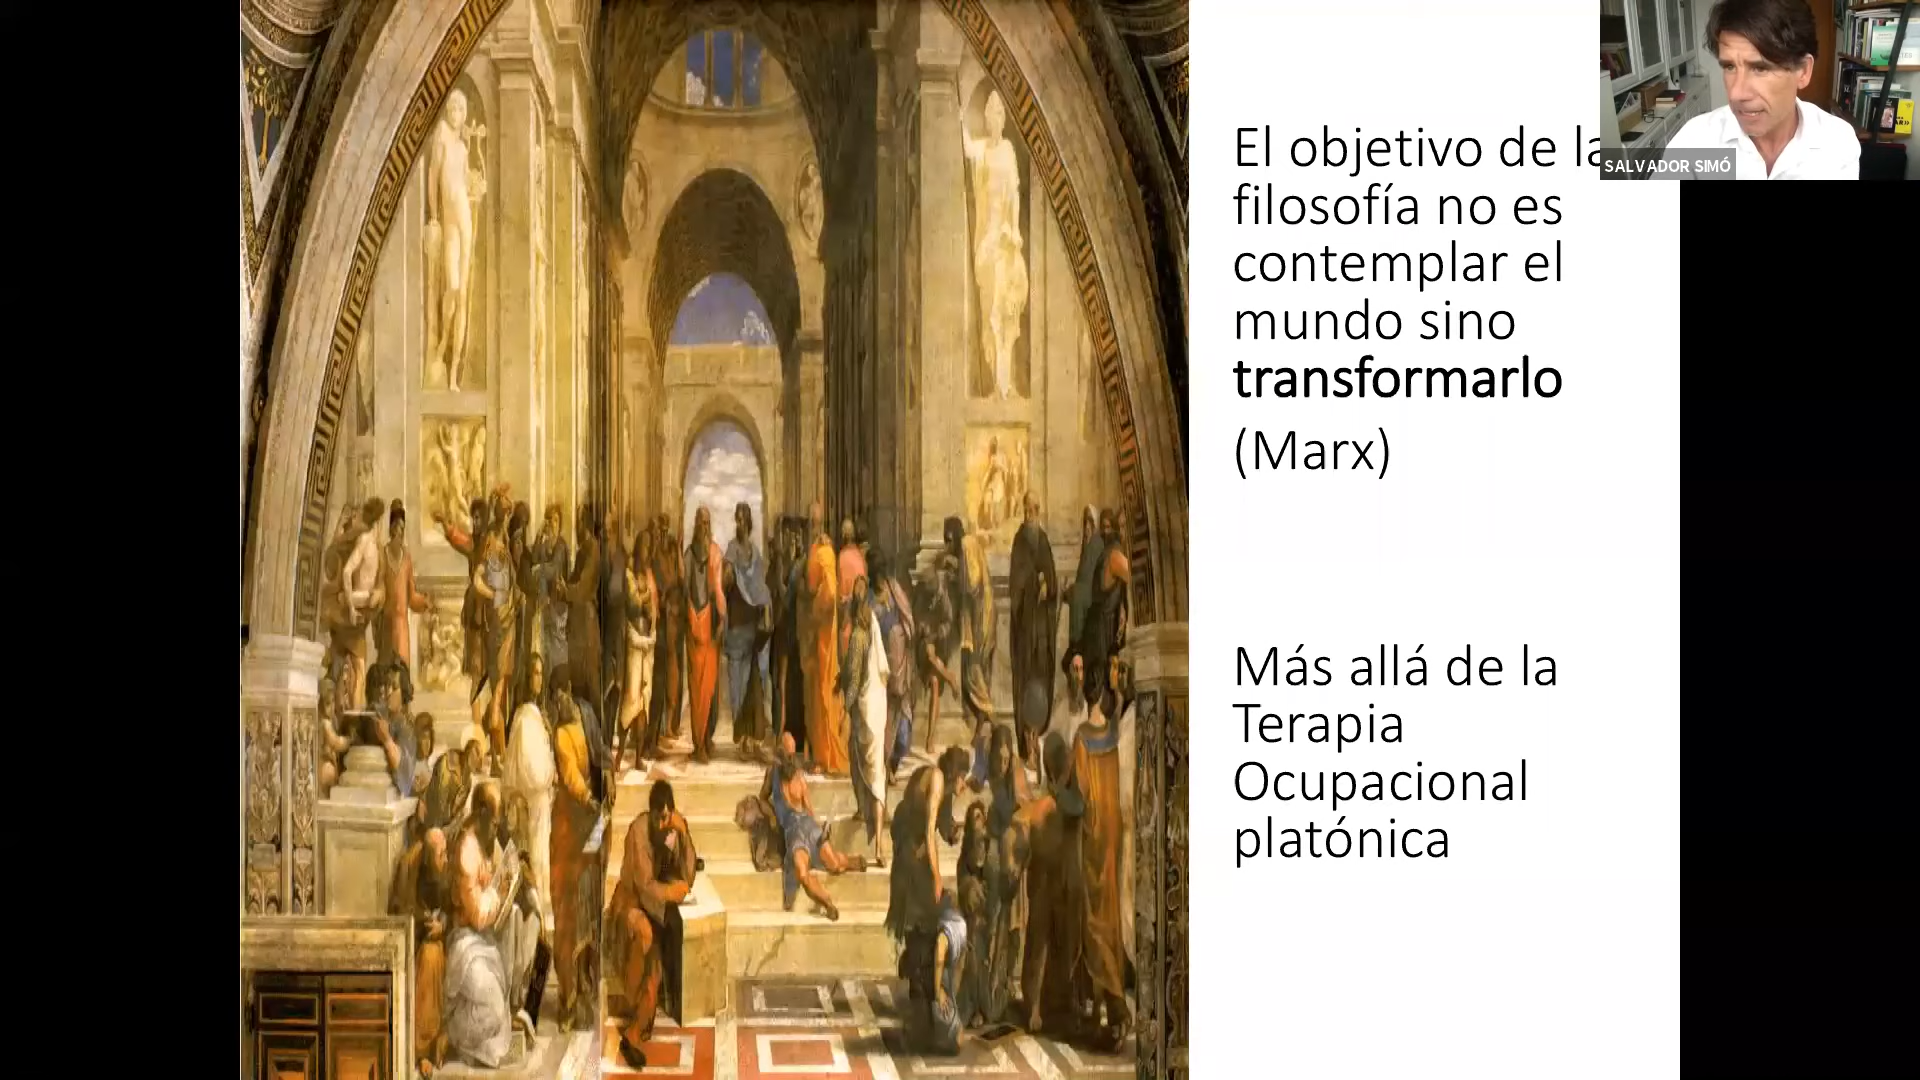 El objetivo de la
filosofía no es
contemplar el
mundo sino
transformarlo
(Marx)
Más allá de la
Terapia
Ocupacional
platónica
SALVADOR SIMÓ